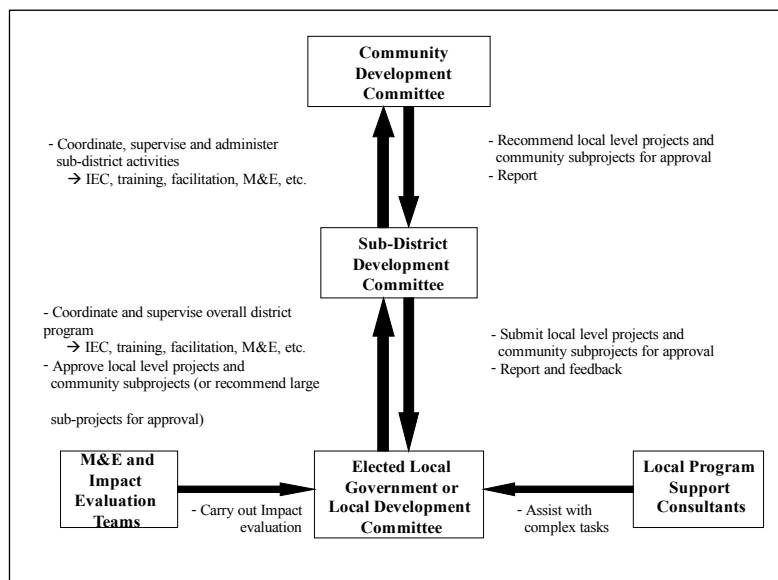 Community
Development
Committee
- Coordinate, supervise and administer
sub-district activities
→ IEC, training, facilitation, M&E, etc.
- Recommend local level projects and
community subprojects for approval
- Report
Sub-District
Development
Committee
- Coordinate and supervise overall district
program
→ IEC, training, facilitation, M&E, etc.
- Approve local level projects and
community subprojects (or recommend large
sub-projects for approval)
- Submit local level projects and
community subprojects for approval
- Report and feedback
M&E and
Impact
Evaluation
Teams
- Carry out Impact
evaluation
Elected Local
Government or
Local Development
Committee
- Assist with
complex tasks
Local Program
Support
Consultants